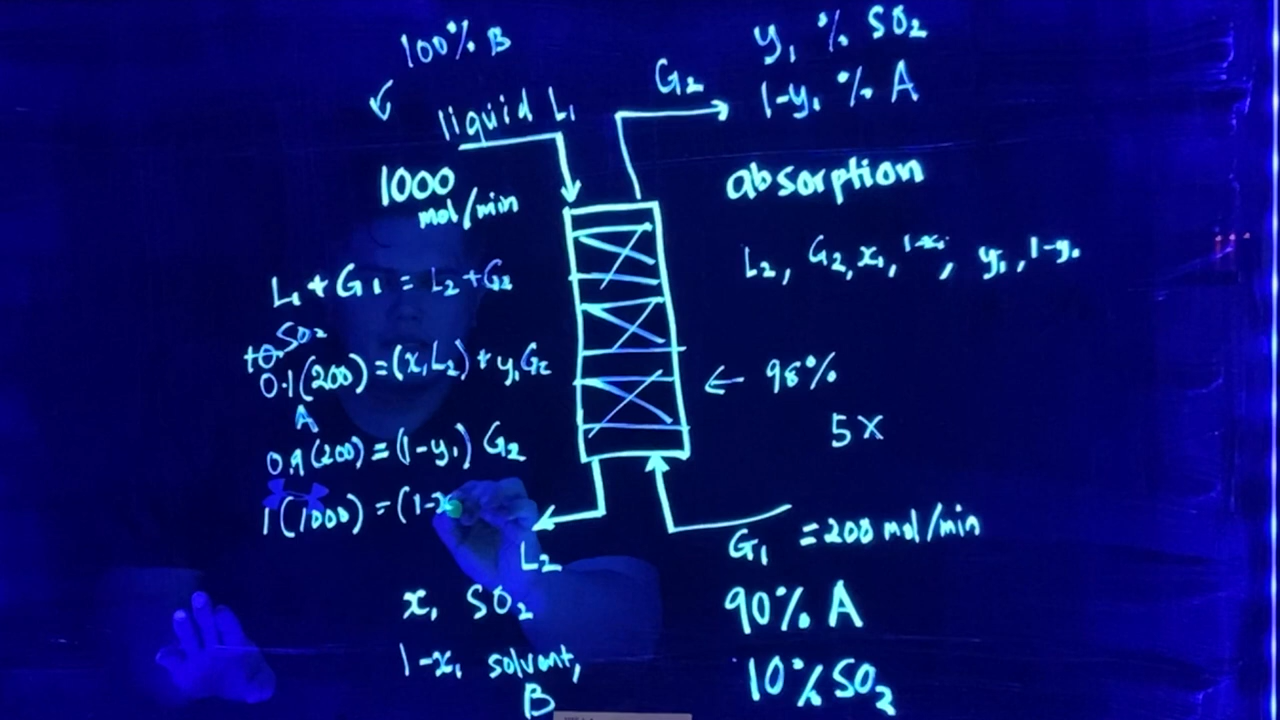 100% B
liquid L₁
1000
mol/min
L₁ + G₁ = L₂ + G₂
SO₂
0.1(200) = (x₁L₂) + y₁G₂
A
0.9(200) = (1-y₁) G₂
1(1000) = (1-x
L₂
x₁ SO₂
1-x₁ solvent,
B
G₂
y₁ % SO₂
1-y₁ % A
absorption
L₂, G₂, x₁, 1-x₁, y₁, 1-y₁
← 98%
5X
G₁ = 200 mol/min
90% A
10% SO₂